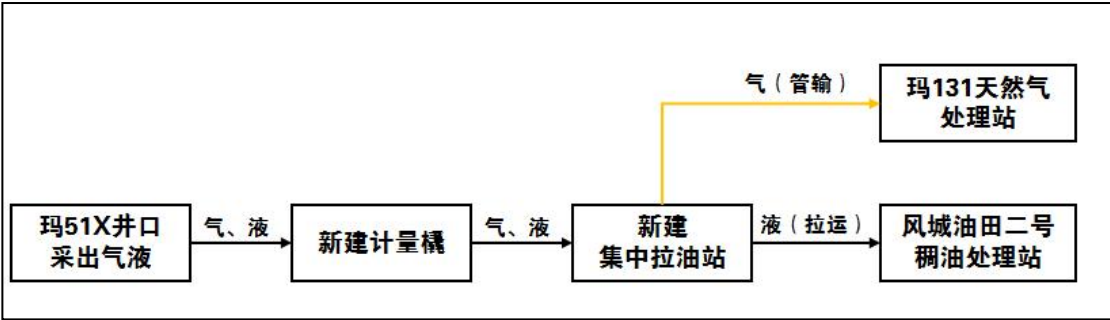 气（管输）
玛131天然气
处理站
玛51X井口
采出气液
气、液
新建计量橇
气、液
新建
集中拉油站
液（拉运）
风城油田二号
稠油处理站